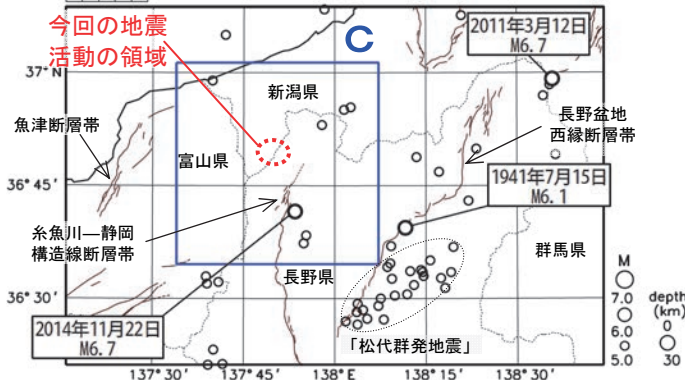 今回の地震
活動の領域
C
2011年3月12日
M6.7
37°N
新潟県
魚津断層帯
長野盆地
西縁断層帯
富山県
36°45'
1941年7月15日
M6.1
糸魚川―静岡
構造線断層帯
群馬県
長野県
M
7.0
6.0
5.0
depth
(km)
0
30
36°30'
2014年11月22日
M6.7
「松代群発地震」
137°30' 137°45' 138°E 138°15' 138°30'